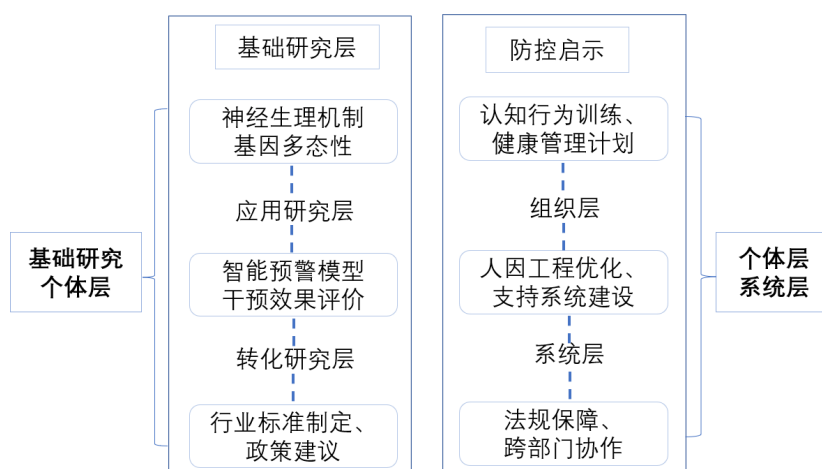 基础研究层
神经生理机制
基因多态性
应用研究层
智能预警模型
干预效果评价
转化研究层
行业标准制定、
政策建议
基础研究
个体层
防控启示
认知行为训练、
健康管理计划
组织层
人因工程优化、
支持系统建设
系统层
法规保障、
跨部门协作
个体层
系统层